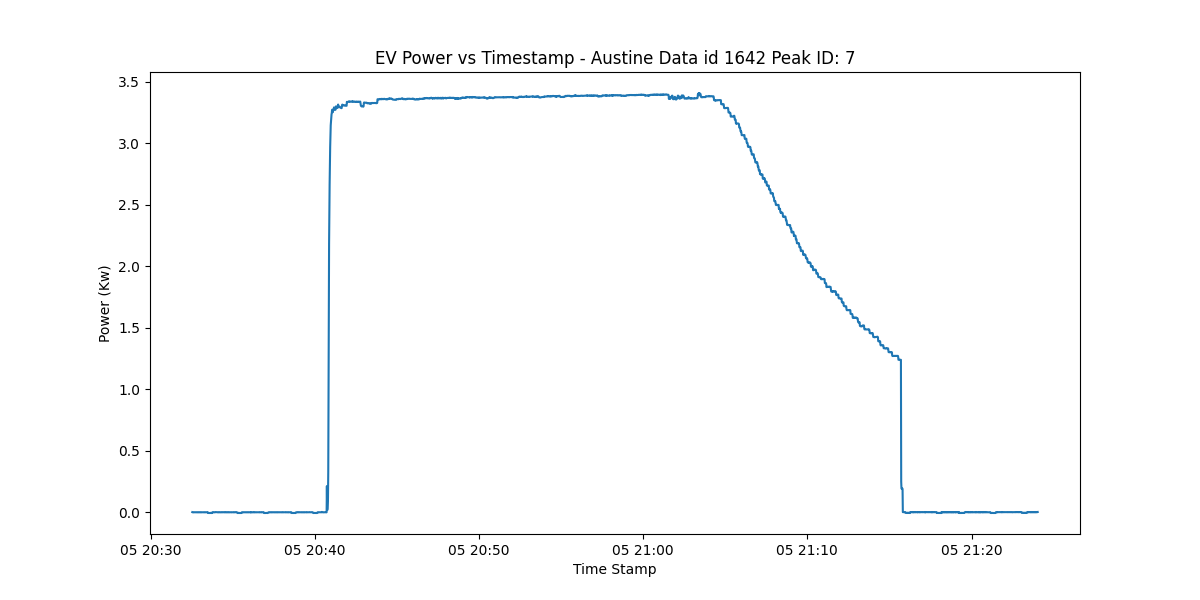 EV Power vs Timestamp - Austine Data id 1642 Peak ID: 7
3.5
3.0
2.5
2.0
1.5
1.0
0.5
0.0
Power (Kw)
05 20:30 05 20:40 05 20:50 05 21:00 05 21:10 05 21:20
Time Stamp